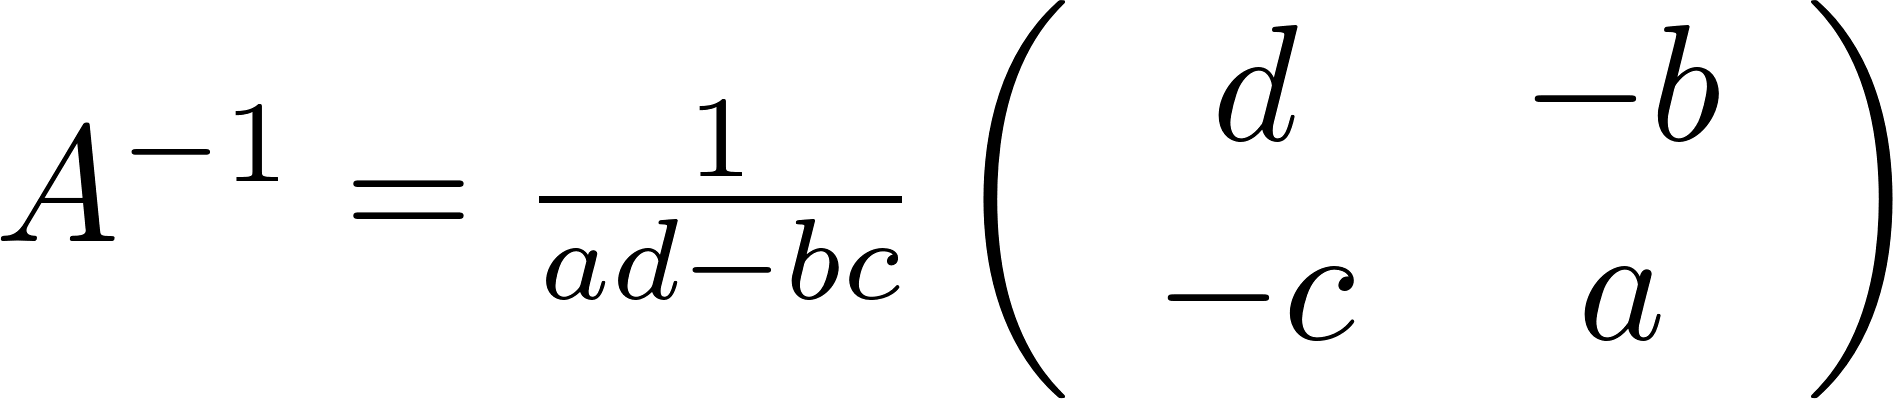 A^{-1} = \frac{1}{ad-bc} \begin{pmatrix} d & -b \\ -c & a \end{pmatrix}